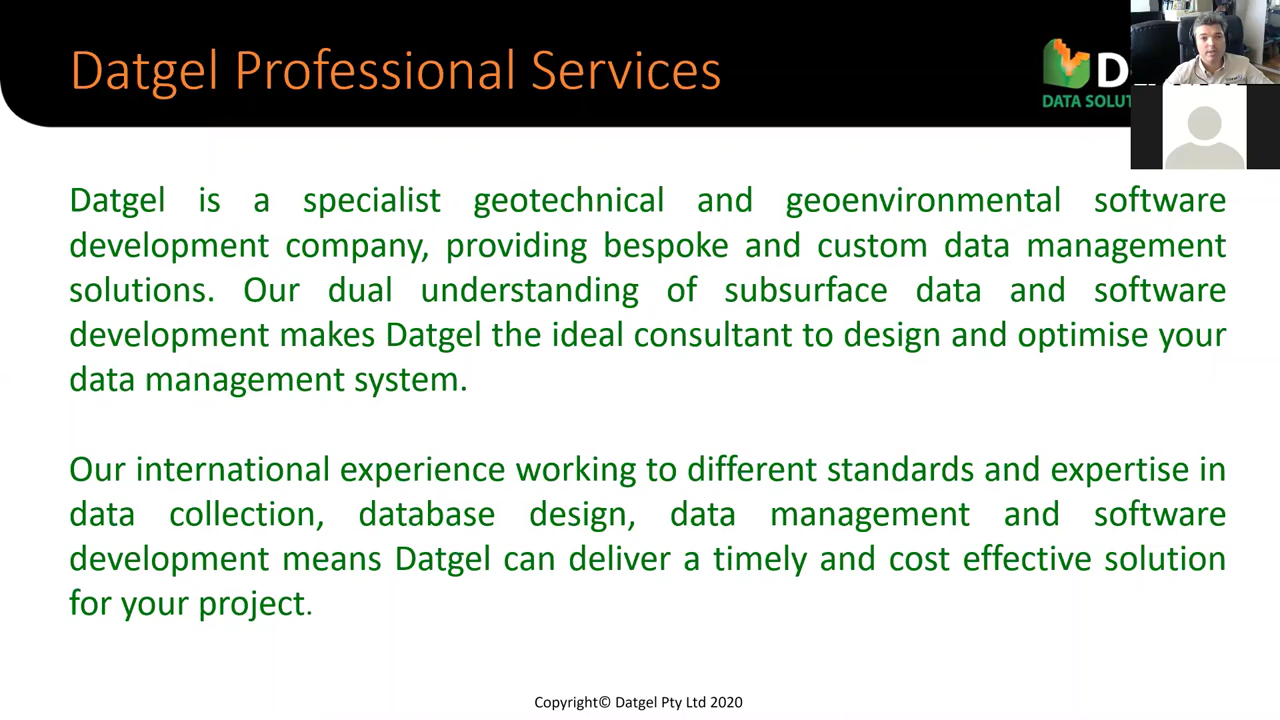 Datgel Professional Services
DATA
Datgel is a specialist geotechnical and geoenvironmental software
development company, providing bespoke and custom data management
solutions. Our dual understanding of subsurface data and software
development makes Datgel the ideal consultant to design and optimise your
data management system.
Our international experience working to different standards and expertise in
data collection, database design, data management and software
development means Datgel can deliver a timely and cost effective solution
for your project.
Copyright© Datgel Pty Ltd 2020